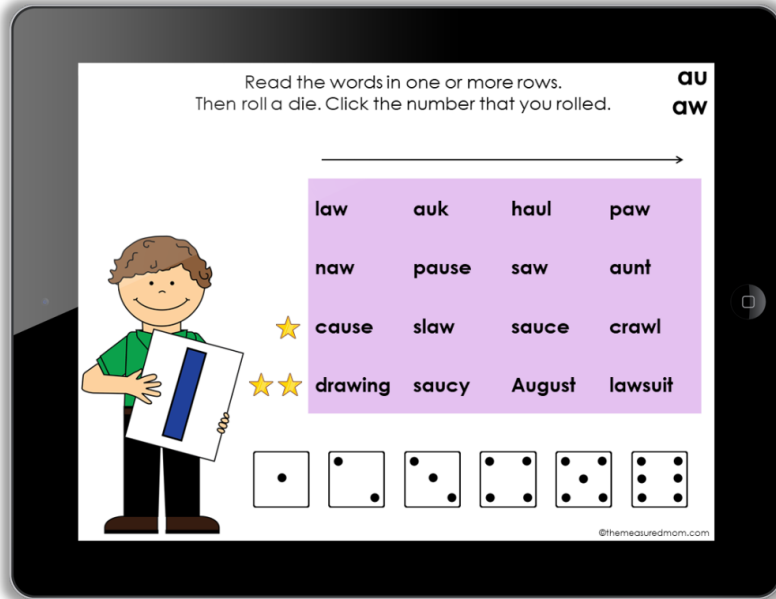 Read the words in one or more rows.
Then roll a die. Click the number that you rolled.
au
aw
law auk haul paw
naw pause saw aunt
cause slaw sauce crawl
drawing saucy August lawsuit
©themeasuredmom.com